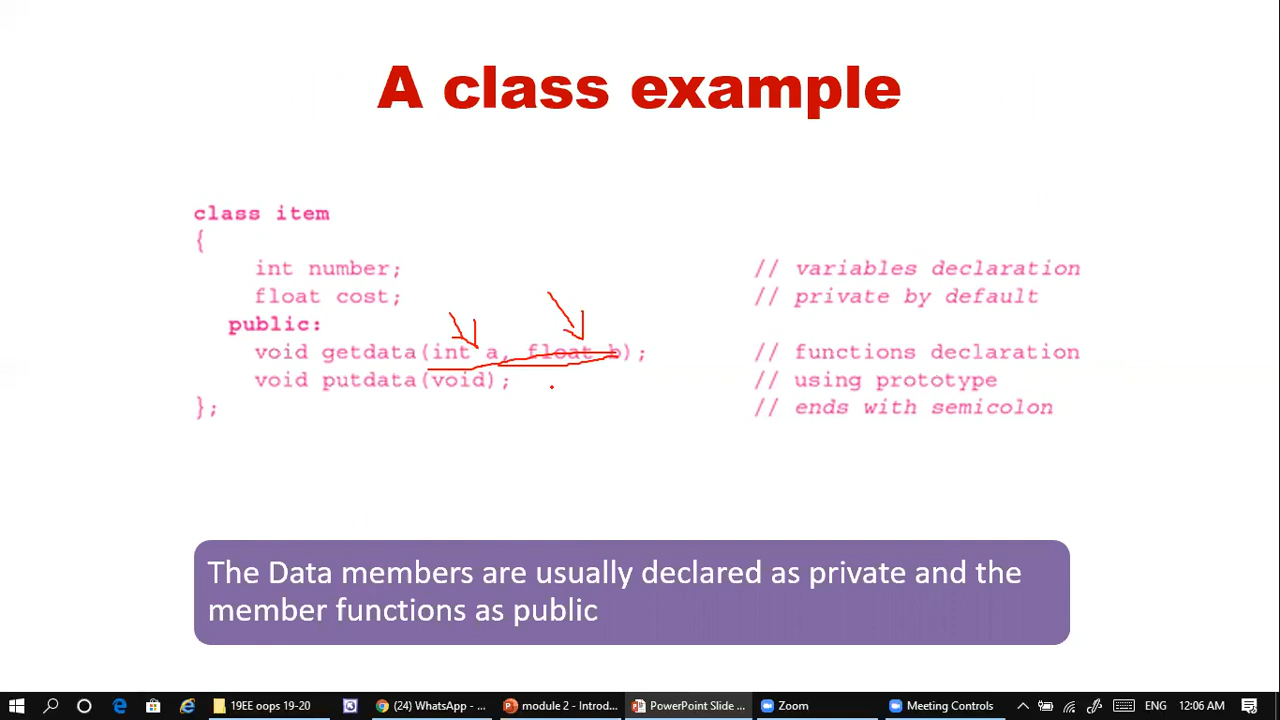 A class example
class item
{
int number; // variables declaration
float cost; // private by default
public:
void getdata(int a, float b); // functions declaration
void putdata(void); // using prototype
}; // ends with semicolon
The Data members are usually declared as private and the
member functions as public
19EE oops 19-20 (24) WhatsApp - ... module 2 - Introd... PowerPoint Slide ... Zoom Meeting Controls ENG 12:06 AM